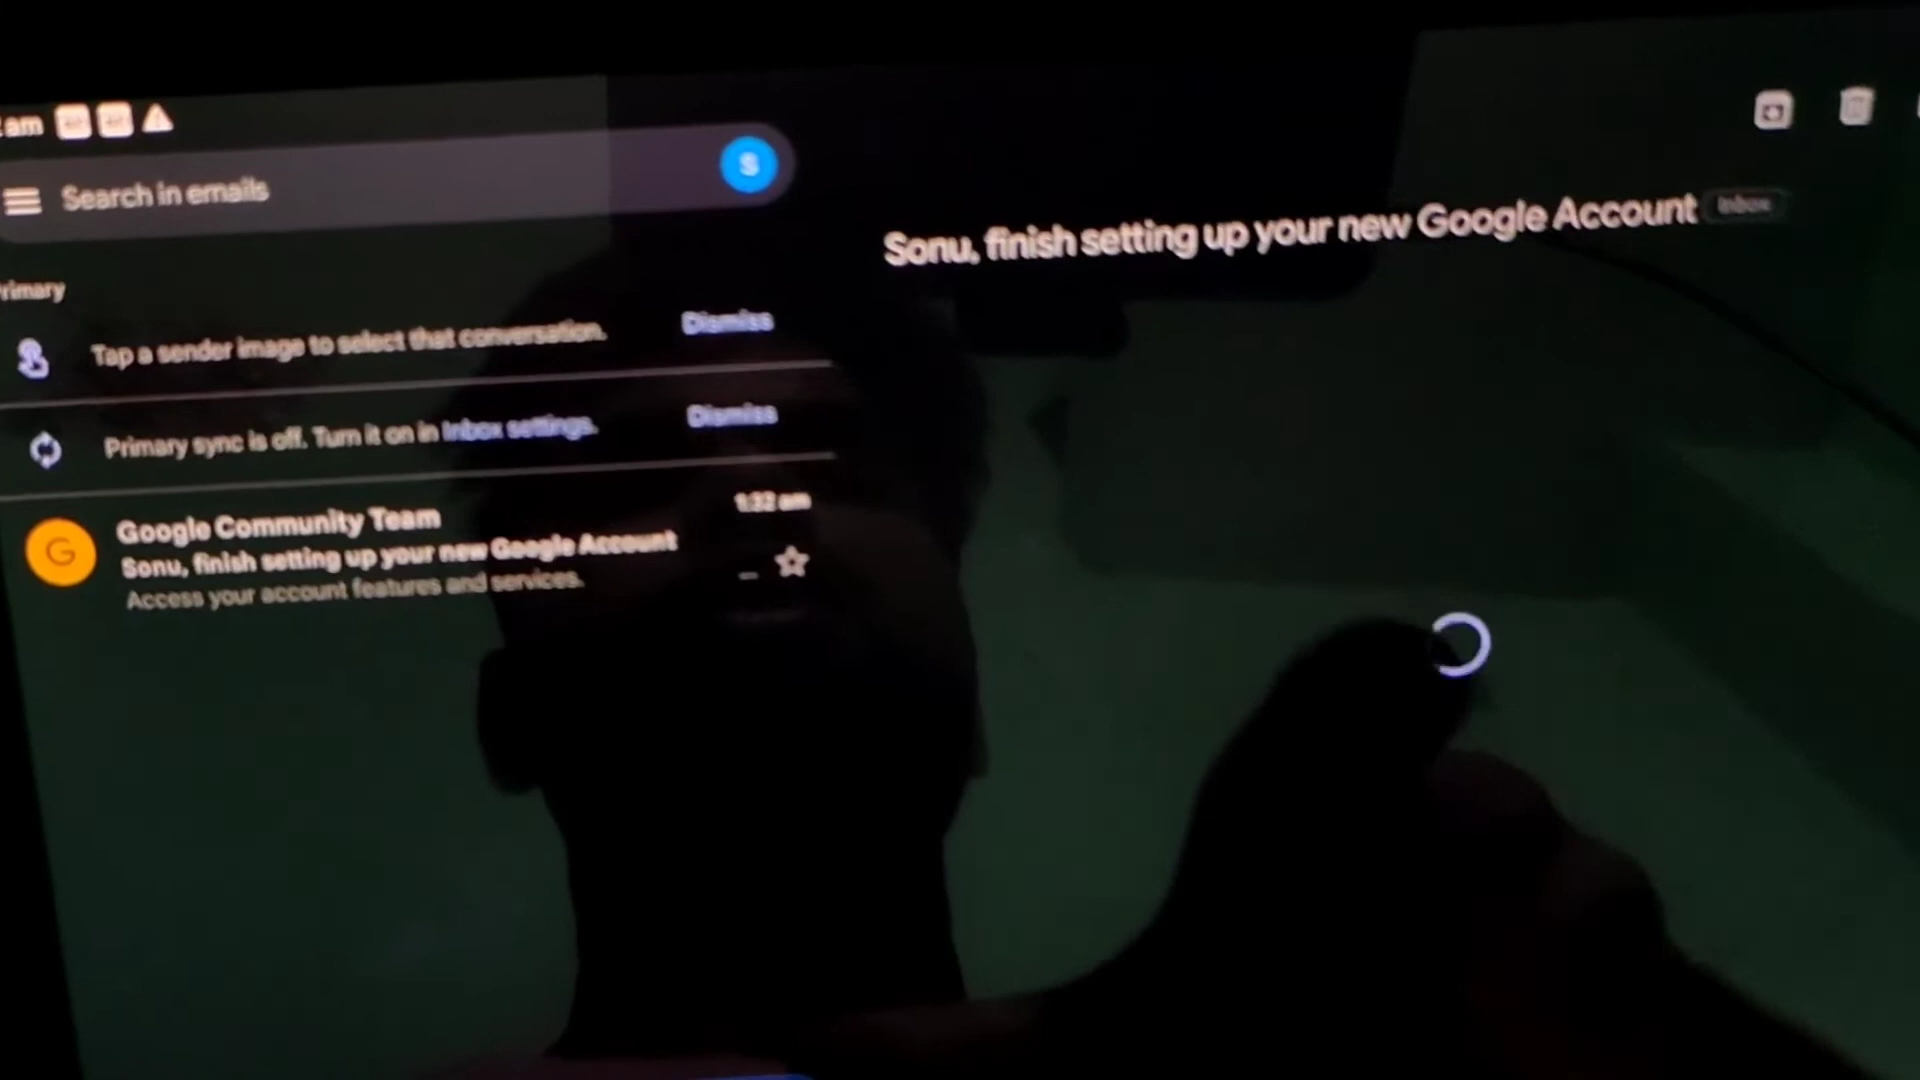 am
Search in emails
S
Primary
Tap a sender image to select that conversation.
Dismiss
Primary sync is off. Turn it on in Inbox settings.
Dismiss
G
Google Community Team
1:32 am
Sonu, finish setting up your new Google Account
Access your account features and services.
Sonu, finish setting up your new Google Account
Inbox